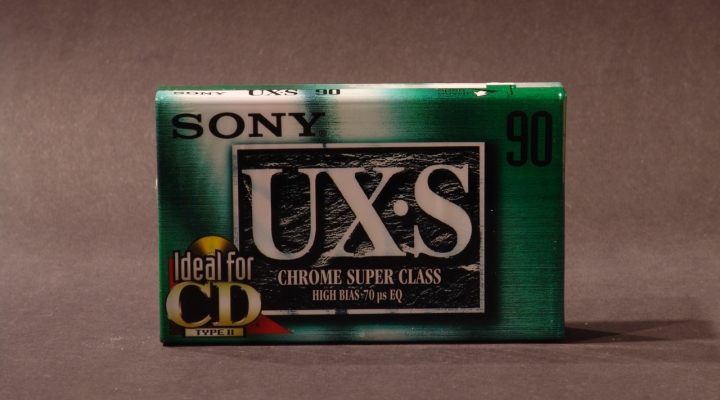 SONY UX·S 90
SONY
90
UX·S
CHROME SUPER CLASS
HIGH BIAS·70 µs EQ
Ideal for
CD
TYPE II